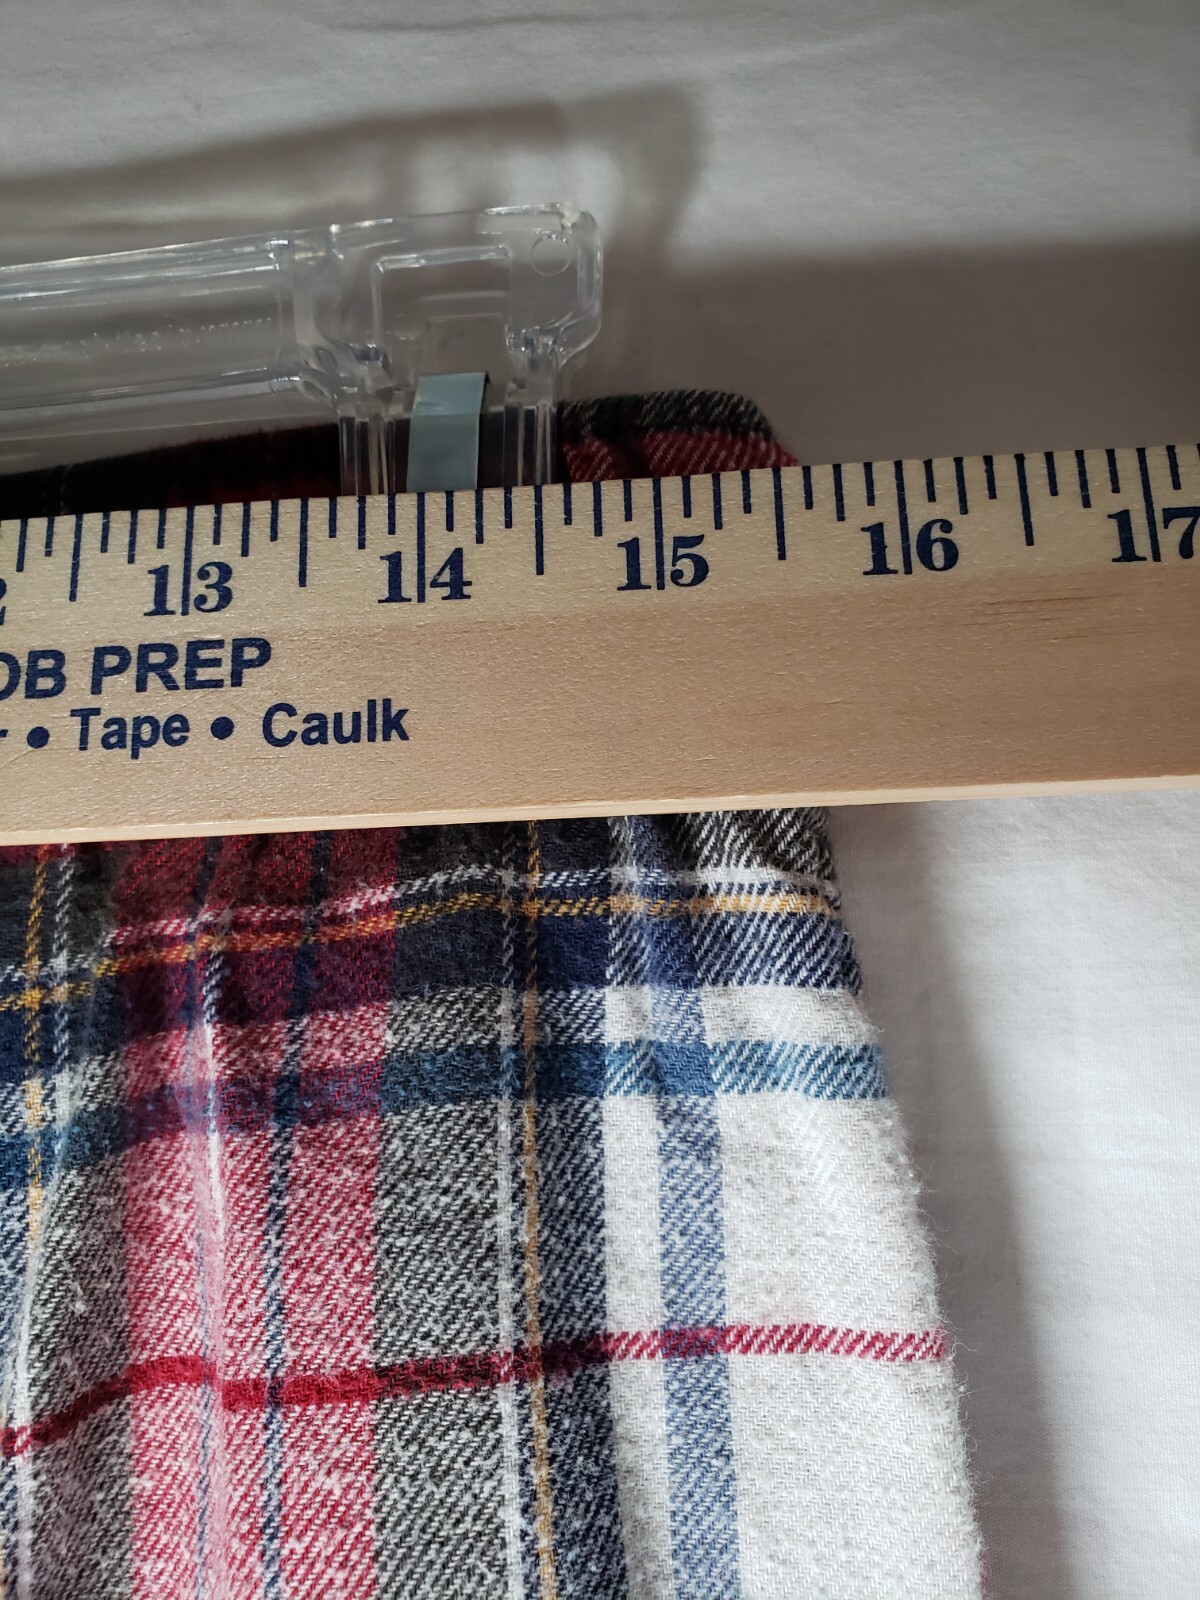 13 14 15 16 17
OB PREP
• Tape • Caulk